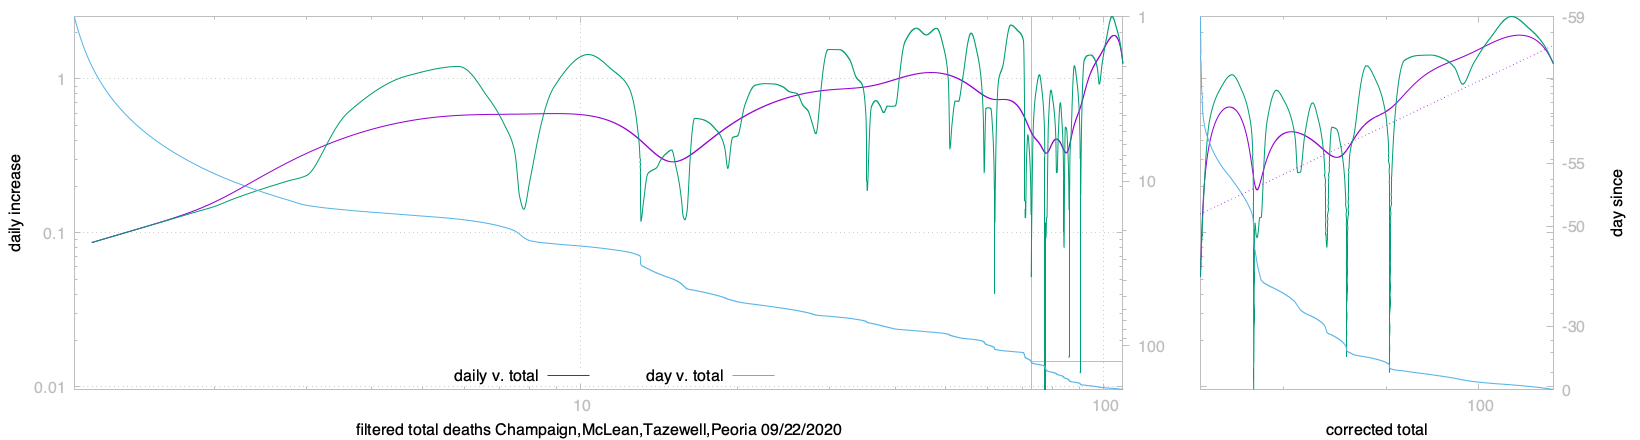 daily increase
1
0.1
0.01
10
100
1
10
100
daily v. total
day v. total
filtered total deaths Champaign,McLean,Tazewell,Peoria 09/22/2020
-59
-55
-50
-30
0
day since
100
corrected total